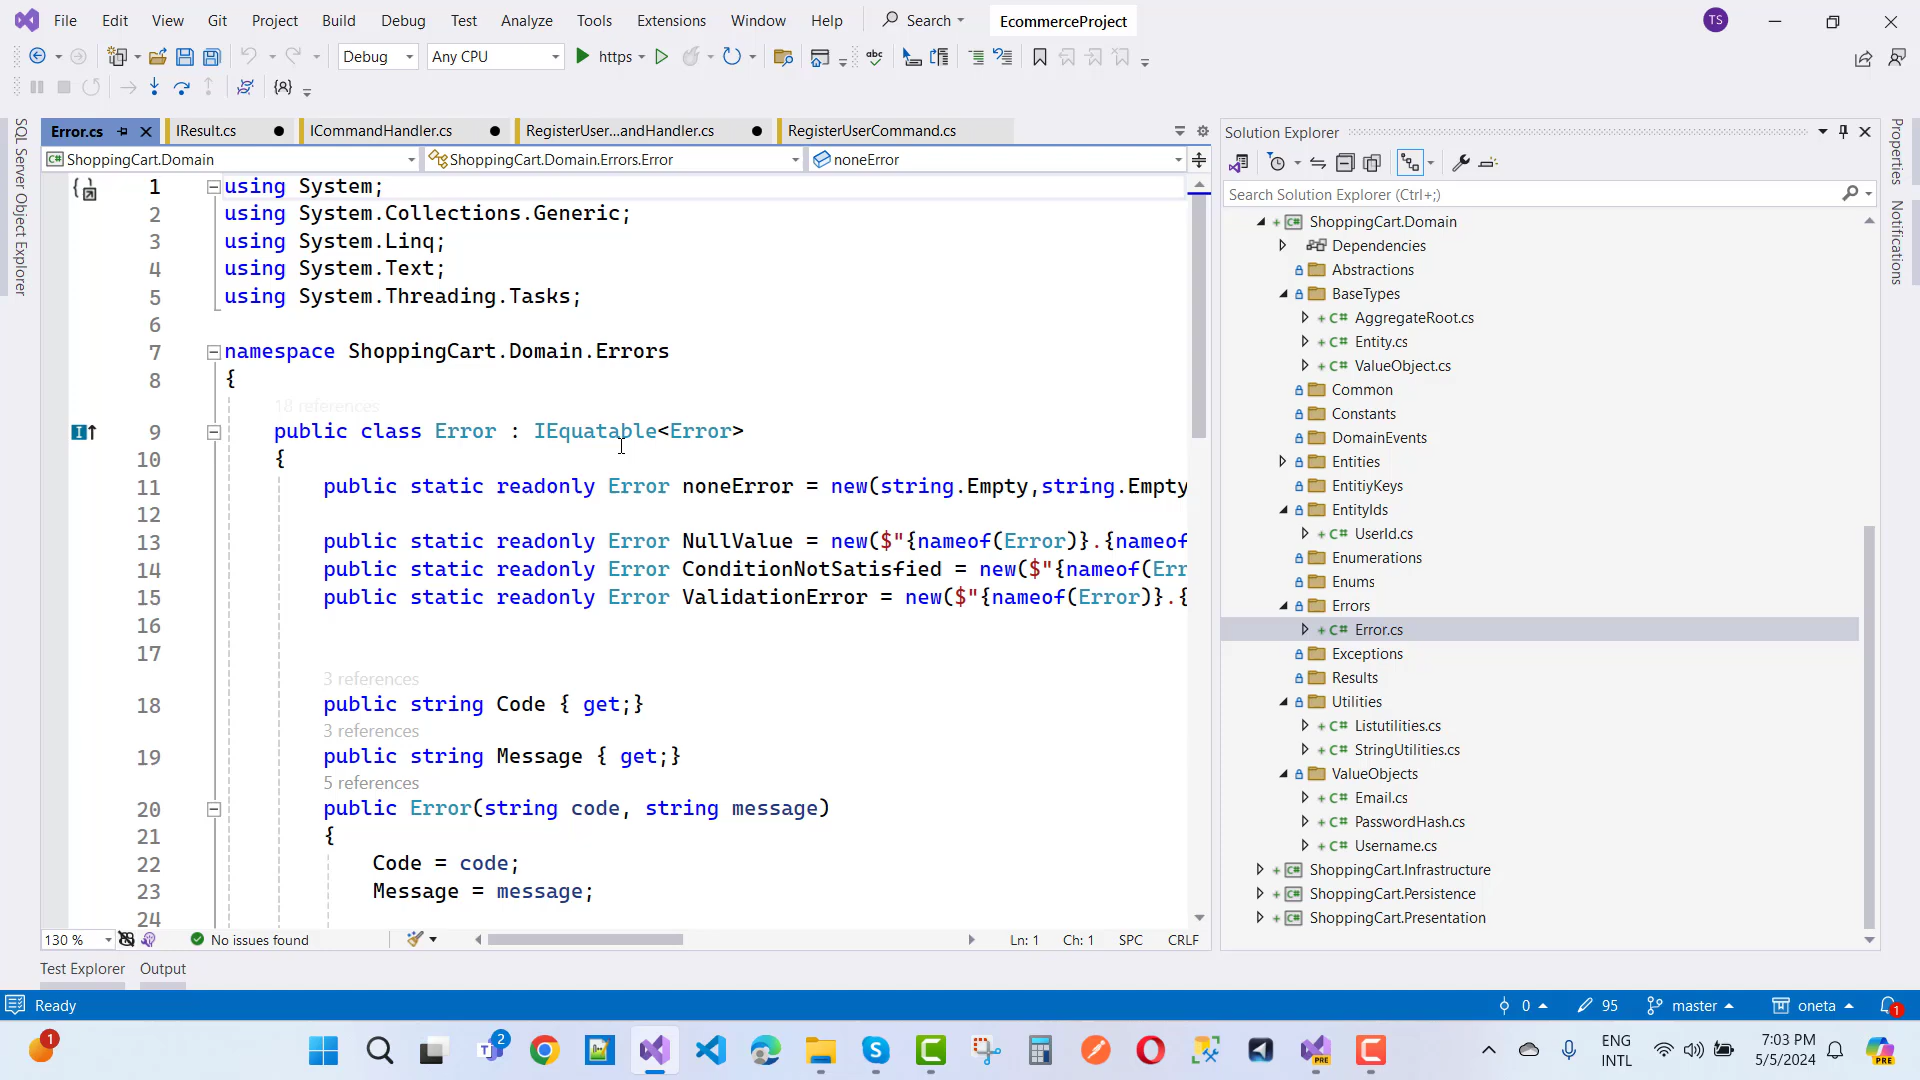 File Edit View Git Project Build Debug Test Analyze Tools Extensions Window Help Search EcommerceProject TS
Debug Any CPU https
Error.cs IResult.cs ICommandHandler.cs RegisterUser...andHandler.cs RegisterUserCommand.cs
ShoppingCart.Domain ShoppingCart.Domain.Errors.Error noneError
1 using System;
2 using System.Collections.Generic;
3 using System.Linq;
4 using System.Text;
5 using System.Threading.Tasks;
6
7 namespace ShoppingCart.Domain.Errors
8 {
18 references
9 public class Error : IEquatable<Error>
10 {
11 public static readonly Error noneError = new(string.Empty,string.Empty
12
13 public static readonly Error NullValue = new($"{nameof(Error)}.{nameof
14 public static readonly Error ConditionNotSatisfied = new($"{nameof(Err
15 public static readonly Error ValidationError = new($"{nameof(Error)}.{
16
17
3 references
18 public string Code { get;}
3 references
19 public string Message { get;}
5 references
20 public Error(string code, string message)
21 {
22 Code = code;
23 Message = message;
24
130 % No issues found Ln: 1 Ch: 1 SPC CRLF
Test Explorer Output
SQL Server Object Explorer
Solution Explorer
Search Solution Explorer (Ctrl+;)
ShoppingCart.Domain
Dependencies
Abstractions
BaseTypes
C# AggregateRoot.cs
C# Entity.cs
C# ValueObject.cs
Common
Constants
DomainEvents
Entities
EntitiyKeys
EntityIds
C# UserId.cs
Enumerations
Enums
Errors
C# Error.cs
Exceptions
Results
Utilities
C# Listutilities.cs
C# StringUtilities.cs
ValueObjects
C# Email.cs
C# PasswordHash.cs
C# Username.cs
ShoppingCart.Infrastructure
ShoppingCart.Persistence
ShoppingCart.Presentation
Properties
Notifications
Ready 0 95 master oneta 1
1 2 PRE ENG INTL 7:03 PM 5/5/2024 PRE